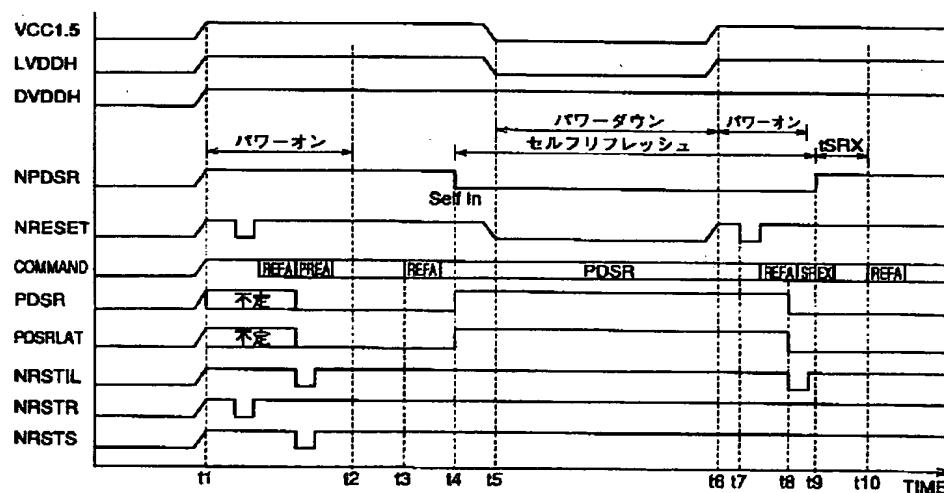 VCC1.5
LVDDH
DVDDH
パワーダウン
パワーオン
パワーオン
セルフリフレッシュ
tSRX
NPDSR
Self In
NRESET
COMMAND
REFA PREA REFA PDSR REFA SREX REFA
PDSR
不定
POSRLAT
不定
NRSTIL
NRSTR
NRSTS
t1 t2 t3 t4 t5 t6 t7 t8 t9 t10 TIME